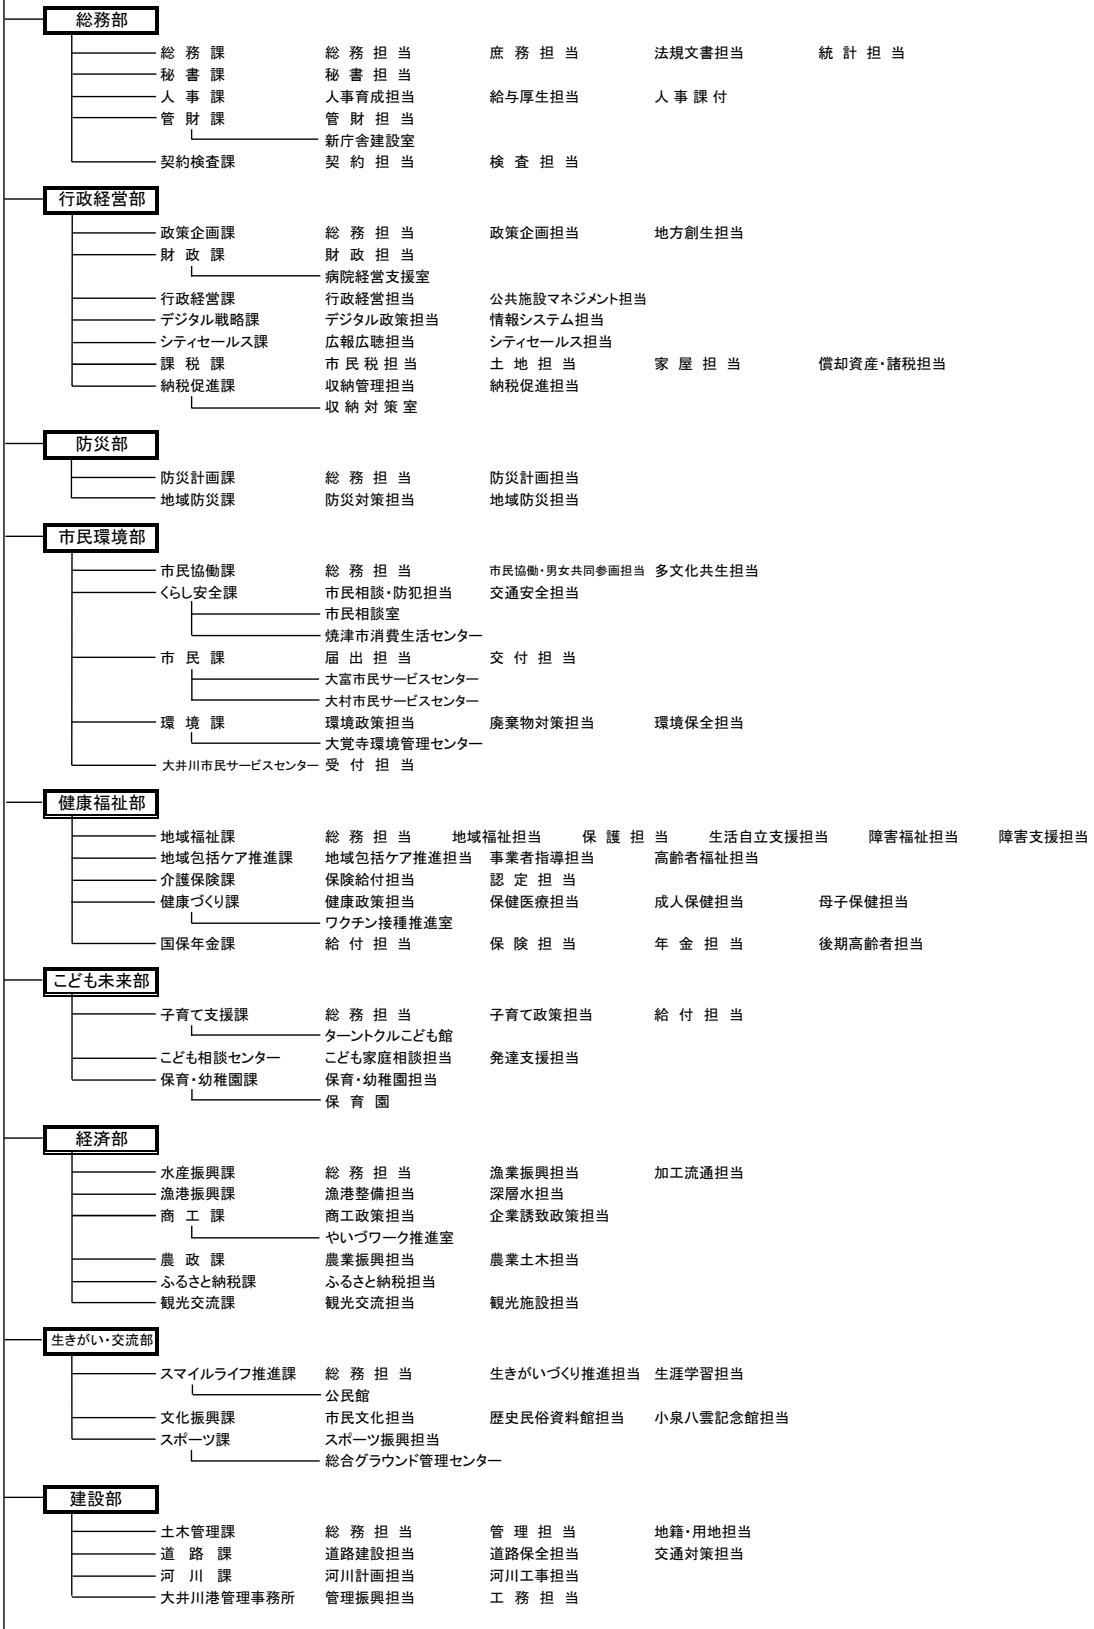 総務部
総務課 総務担当 庶務担当 法規文書担当 統計担当
秘書課 秘書担当
人事課 人事育成担当 給与厚生担当 人事課付
管財課 管財担当
新庁舎建設室
契約検査課 契約担当 検査担当
行政経営部
政策企画課 総務担当 政策企画担当 地方創生担当
財政課 財政担当
病院経営支援室
行政経営課 行政経営担当 公共施設マネジメント担当
デジタル戦略課 デジタル政策担当 情報システム担当
シティセールス課 広報広聴担当 シティセールス担当
課税課 市民税担当 土地担当 家屋担当 償却資産・諸税担当
納税促進課 収納管理担当 納税促進担当
収納対策室
防災部
防災計画課 総務担当 防災計画担当
地域防災課 防災対策担当 地域防災担当
市民環境部
市民協働課 総務担当 市民協働・男女共同参画担当 多文化共生担当
くらし安全課 市民相談・防犯担当 交通安全担当
市民相談室
焼津市消費生活センター
市民課 届出担当 交付担当
大富市民サービスセンター
大村市民サービスセンター
環境課 環境政策担当 廃棄物対策担当 環境保全担当
大覚寺環境管理センター
大井川市民サービスセンター 受付担当
健康福祉部
地域福祉課 総務担当 地域福祉担当 保護担当 生活自立支援担当 障害福祉担当 障害支援担当
地域包括ケア推進課 地域包括ケア推進担当 事業者指導担当 高齢者福祉担当
介護保険課 保険給付担当 認定担当
健康づくり課 健康政策担当 保健医療担当 成人保健担当 母子保健担当
ワクチン接種推進室
国保年金課 給付担当 保険担当 年金担当 後期高齢者担当
こども未来部
子育て支援課 総務担当 子育て政策担当 給付担当
ターントクルこども館
こども相談センター こども家庭相談担当 発達支援担当
保育・幼稚園課 保育・幼稚園担当
保育園
経済部
水産振興課 総務担当 漁業振興担当 加工流通担当
漁港振興課 漁港整備担当 深層水担当
商工課 商工政策担当 企業誘致政策担当
やいづワーク推進室
農政課 農業振興担当 農業土木担当
ふるさと納税課 ふるさと納税担当
観光交流課 観光交流担当 観光施設担当
生きがい・交流部
スマイルライフ推進課 総務担当 生きがいづくり推進担当 生涯学習担当
公民館
文化振興課 市民文化担当 歴史民俗資料館担当 小泉八雲記念館担当
スポーツ課 スポーツ振興担当
総合グラウンド管理センター
建設部
土木管理課 総務担当 管理担当 地籍・用地担当
道路課 道路建設担当 道路保全担当 交通対策担当
河川課 河川計画担当 河川工事担当
大井川港管理事務所 管理振興担当 工務担当